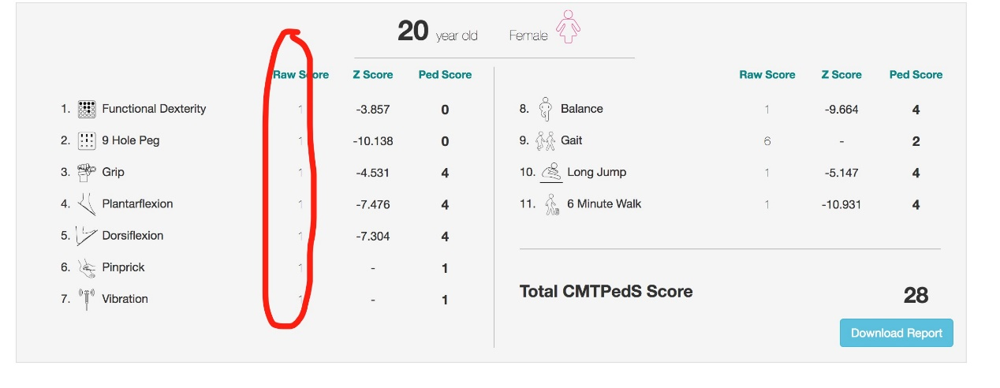 20 year old Female
Raw Score Z Score Ped Score
1. Functional Dexterity 1 -3.857 0
2. 9 Hole Peg 1 -10.138 0
3. Grip 1 -4.531 4
4. Plantarflexion 1 -7.476 4
5. Dorsiflexion 1 -7.304 4
6. Pinprick 1 - 1
7. Vibration 1 - 1
Raw Score Z Score Ped Score
8. Balance 1 -9.664 4
9. Gait 6 - 2
10. Long Jump 1 -5.147 4
11. 6 Minute Walk 1 -10.931 4
Total CMTPedS Score 28
Download Report